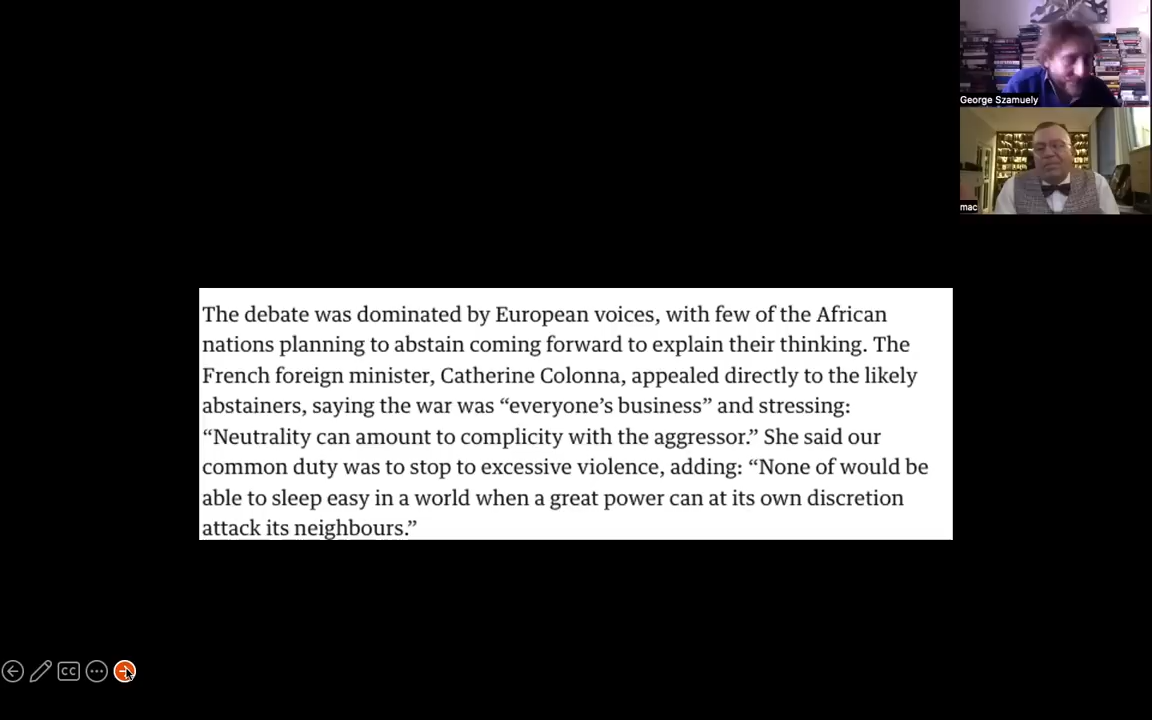 George Szamuely
mac
The debate was dominated by European voices, with few of the African
nations planning to abstain coming forward to explain their thinking. The
French foreign minister, Catherine Colonna, appealed directly to the likely
abstainers, saying the war was “everyone’s business” and stressing:
“Neutrality can amount to complicity with the aggressor.” She said our
common duty was to stop to excessive violence, adding: “None of would be
able to sleep easy in a world when a great power can at its own discretion
attack its neighbours.”
CC